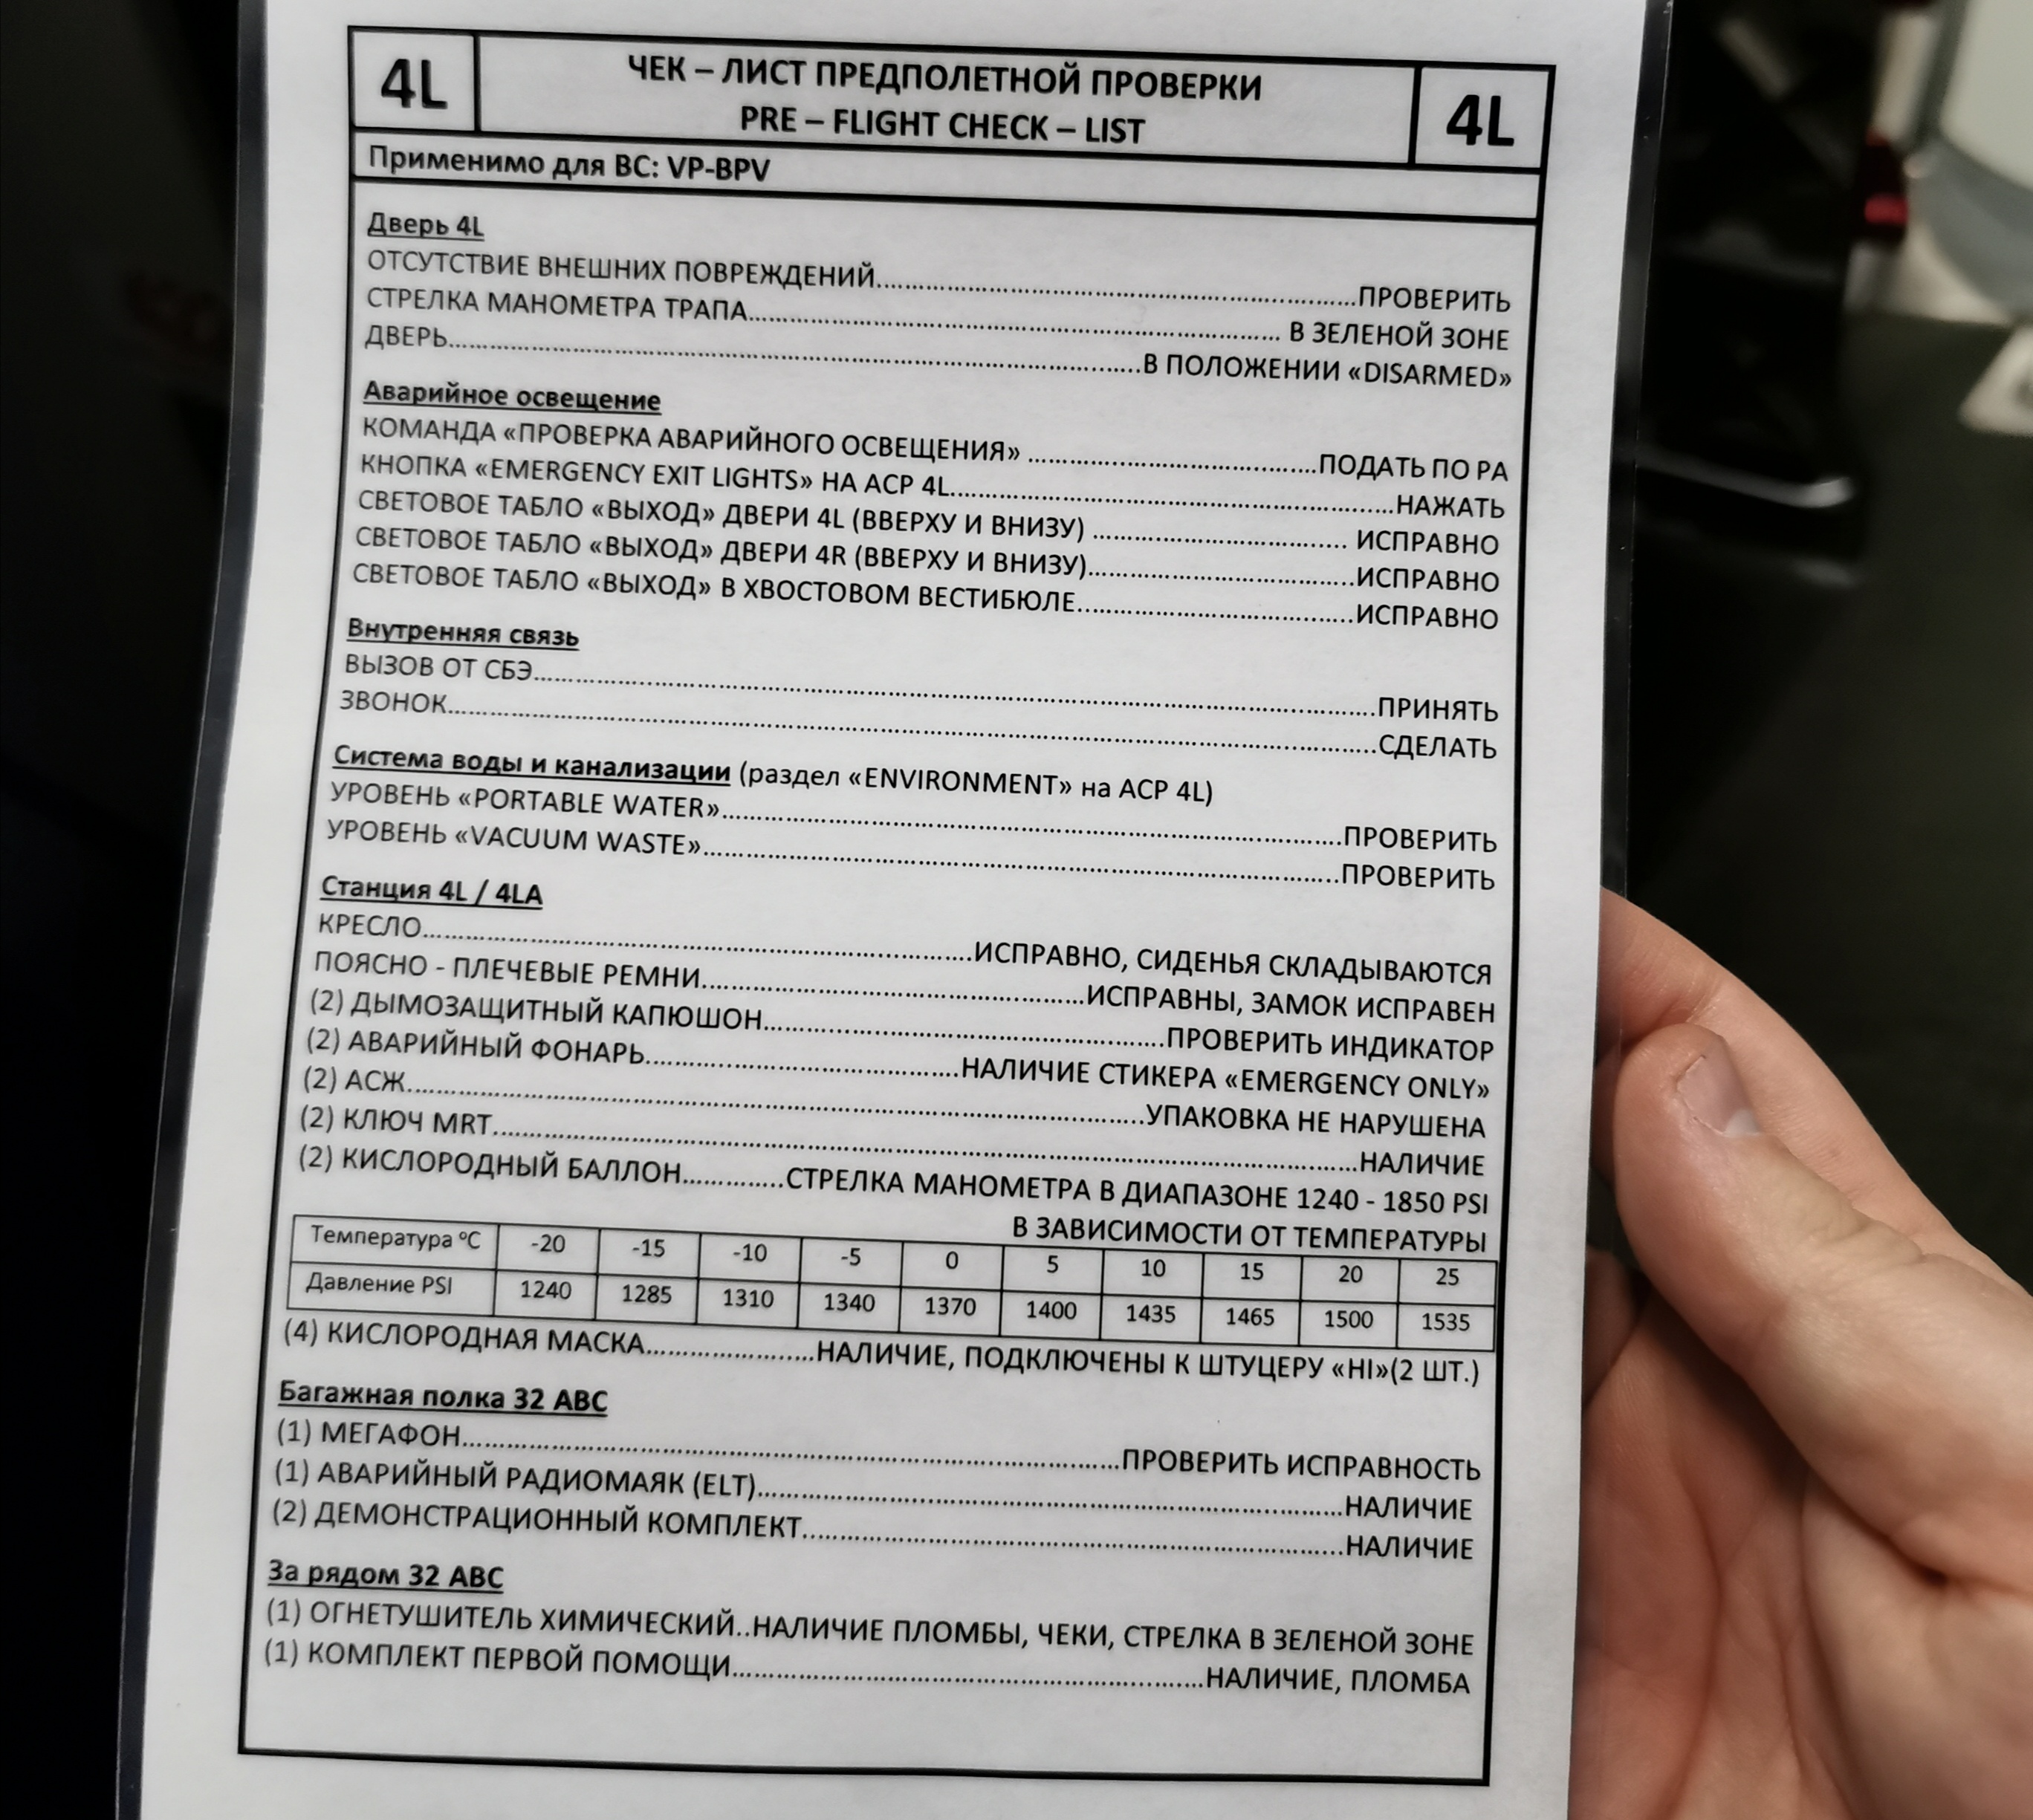 4L
ЧЕК – ЛИСТ ПРЕДПОЛЕТНОЙ ПРОВЕРКИ
PRE – FLIGHT CHECK – LIST
4L
Применимо для ВС: VP-BPV
Дверь 4L
ОТСУТСТВИЕ ВНЕШНИХ ПОВРЕЖДЕНИЙ........ПРОВЕРИТЬ
СТРЕЛКА МАНОМЕТРА ТРАПА........ В ЗЕЛЕНОЙ ЗОНЕ
ДВЕРЬ........В ПОЛОЖЕНИИ «DISARMED»
Аварийное освещение
КОМАНДА «ПРОВЕРКА АВАРИЙНОГО ОСВЕЩЕНИЯ» ........ПОДАТЬ ПО РА
КНОПКА «EMERGENCY EXIT LIGHTS» НА ACP 4L........НАЖАТЬ
СВЕТОВОЕ ТАБЛО «ВЫХОД» ДВЕРИ 4L (ВВЕРХУ И ВНИЗУ) ........ ИСПРАВНО
СВЕТОВОЕ ТАБЛО «ВЫХОД» ДВЕРИ 4R (ВВЕРХУ И ВНИЗУ)........ИСПРАВНО
СВЕТОВОЕ ТАБЛО «ВЫХОД» В ХВОСТОВОМ ВЕСТИБЮЛЕ........ИСПРАВНО
Внутренняя связь
ВЫЗОВ ОТ СБЭ........ПРИНЯТЬ
ЗВОНОК........СДЕЛАТЬ
Система воды и канализации (раздел «ENVIRONMENT» на ACP 4L)
УРОВЕНЬ «PORTABLE WATER»........ПРОВЕРИТЬ
УРОВЕНЬ «VACUUM WASTE»........ПРОВЕРИТЬ
Станция 4L / 4LA
КРЕСЛО........ИСПРАВНО, СИДЕНЬЯ СКЛАДЫВАЮТСЯ
ПОЯСНО - ПЛЕЧЕВЫЕ РЕМНИ........ИСПРАВНЫ, ЗАМОК ИСПРАВЕН
(2) ДЫМОЗАЩИТНЫЙ КАПЮШОН........ПРОВЕРИТЬ ИНДИКАТОР
(2) АВАРИЙНЫЙ ФОНАРЬ........НАЛИЧИЕ СТИКЕРА «EMERGENCY ONLY»
(2) АСЖ........УПАКОВКА НЕ НАРУШЕНА
(2) КЛЮЧ MRT........НАЛИЧИЕ
(2) КИСЛОРОДНЫЙ БАЛЛОН........СТРЕЛКА МАНОМЕТРА В ДИАПАЗОНЕ 1240 - 1850 PSI
В ЗАВИСИМОСТИ ОТ ТЕМПЕРАТУРЫ
Температура °C -20 -15 -10 -5 0 5 10 15 20 25
Давление PSI 1240 1285 1310 1340 1370 1400 1435 1465 1500 1535
(4) КИСЛОРОДНАЯ МАСКА........НАЛИЧИЕ, ПОДКЛЮЧЕНЫ К ШТУЦЕРУ «HI»(2 ШТ.)
Багажная полка 32 ABC
(1) МЕГАФОН........ПРОВЕРИТЬ ИСПРАВНОСТЬ
(1) АВАРИЙНЫЙ РАДИОМАЯК (ELT)........НАЛИЧИЕ
(2) ДЕМОНСТРАЦИОННЫЙ КОМПЛЕКТ........НАЛИЧИЕ
За рядом 32 ABC
(1) ОГНЕТУШИТЕЛЬ ХИМИЧЕСКИЙ..НАЛИЧИЕ ПЛОМБЫ, ЧЕКИ, СТРЕЛКА В ЗЕЛЕНОЙ ЗОНЕ
(1) КОМПЛЕКТ ПЕРВОЙ ПОМОЩИ........НАЛИЧИЕ, ПЛОМБА